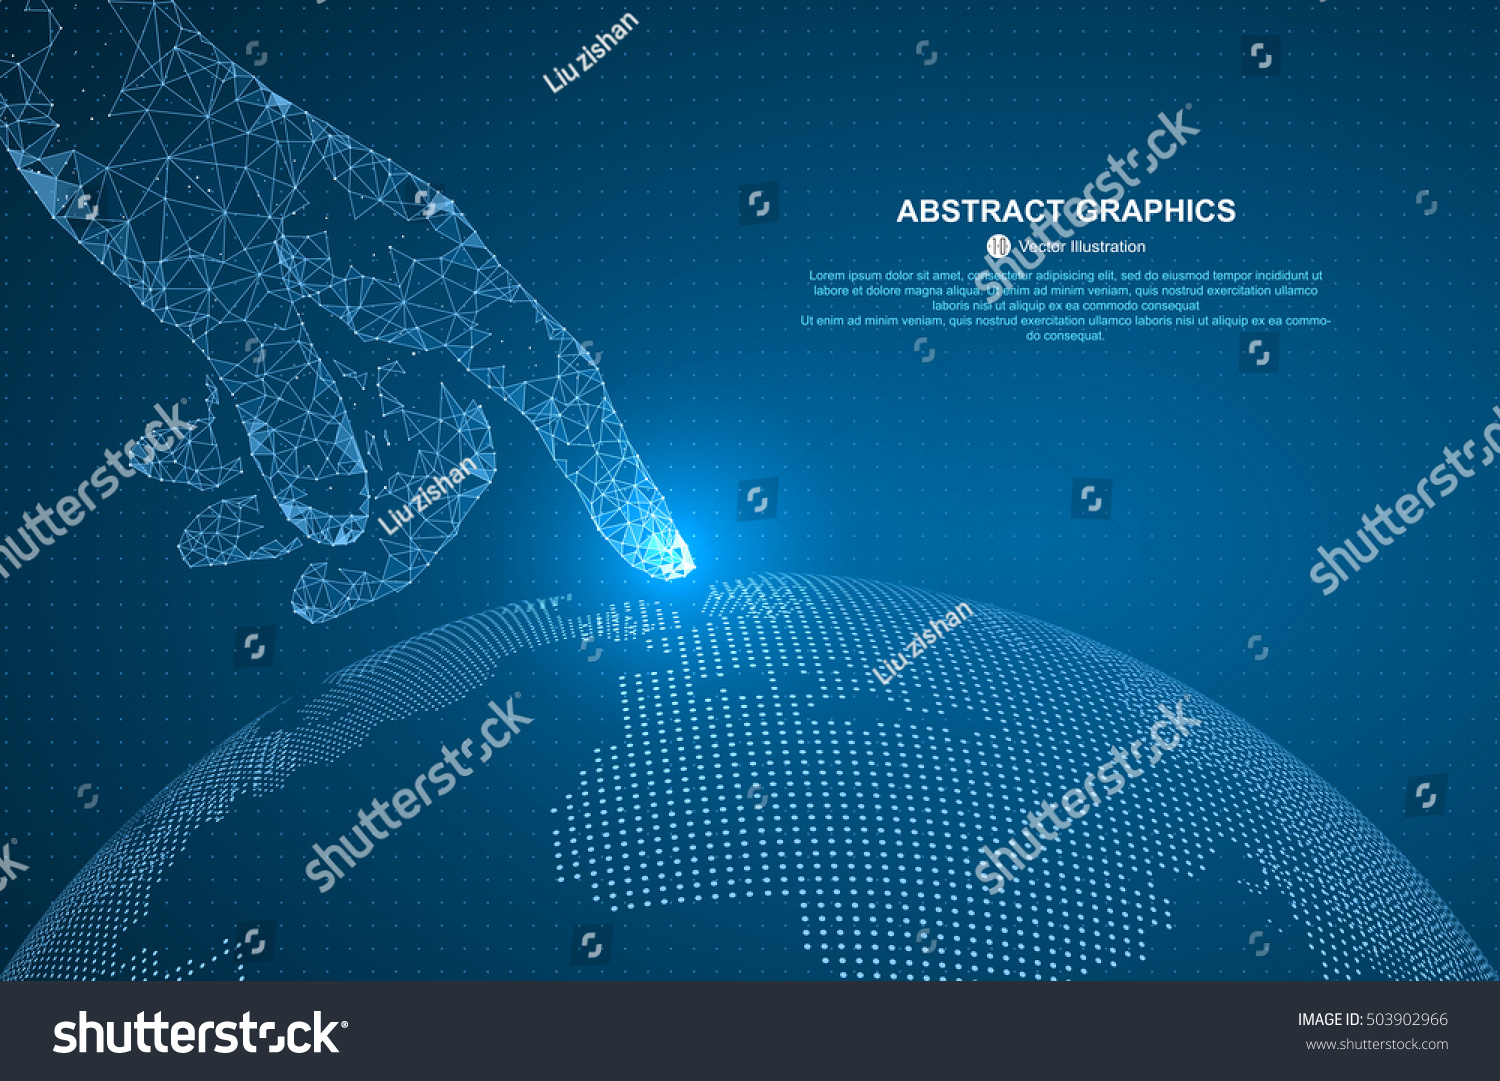 Liu zishan
shutterstock
ABSTRACT GRAPHICS
10 Vector Illustration
Lorem ipsum dolor sit amet, consectetur adipisicing elit, sed do eiusmod tempor incididunt ut
labore et dolore magna aliqua. Ut enim ad minim veniam, quis nostrud exercitation ullamco
laboris nisi ut aliquip ex ea commodo consequat
Ut enim ad minim veniam, quis nostrud exercitation ullamco laboris nisi ut aliquip ex ea commo-
do consequat.
shutterstock
shutterstock
Liu zishan
Liu zishan
shutterstock
shutterstock
shutterstock®
IMAGE ID: 503902966
www.shutterstock.com